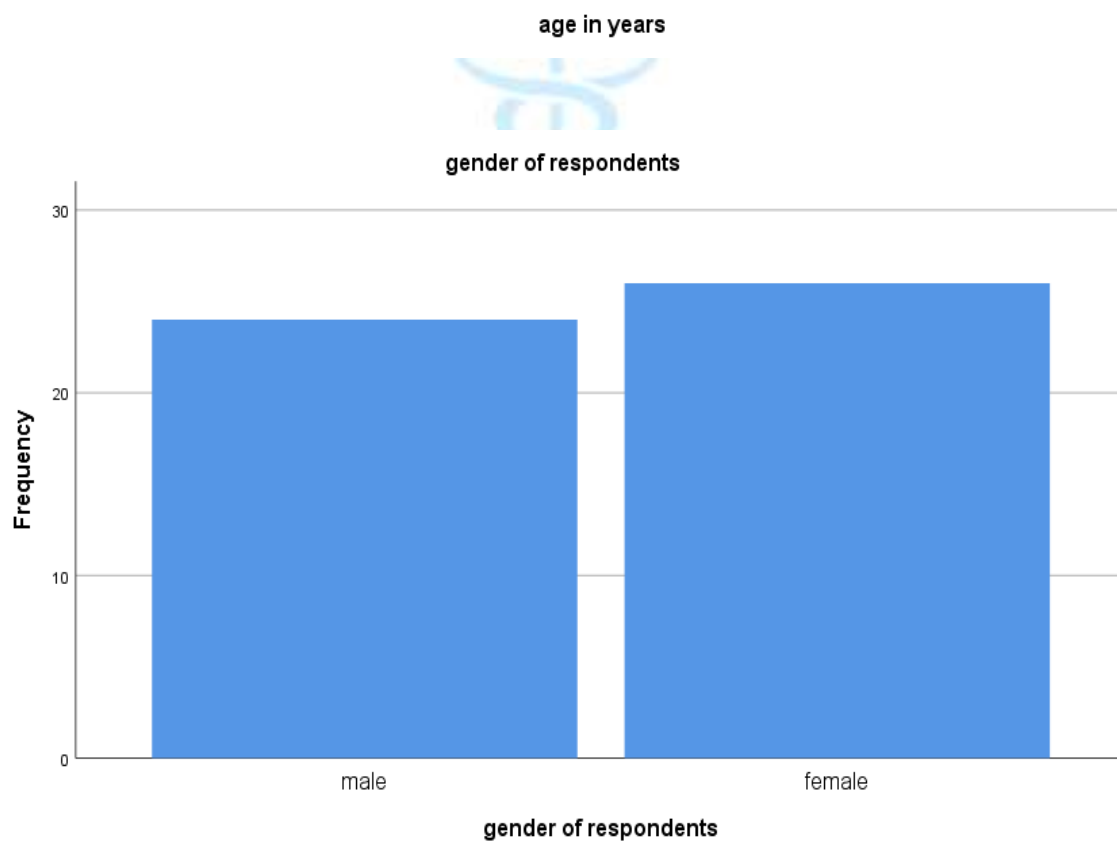 age in years
gender of respondents
30
20
10
0
Frequency
male female
gender of respondents